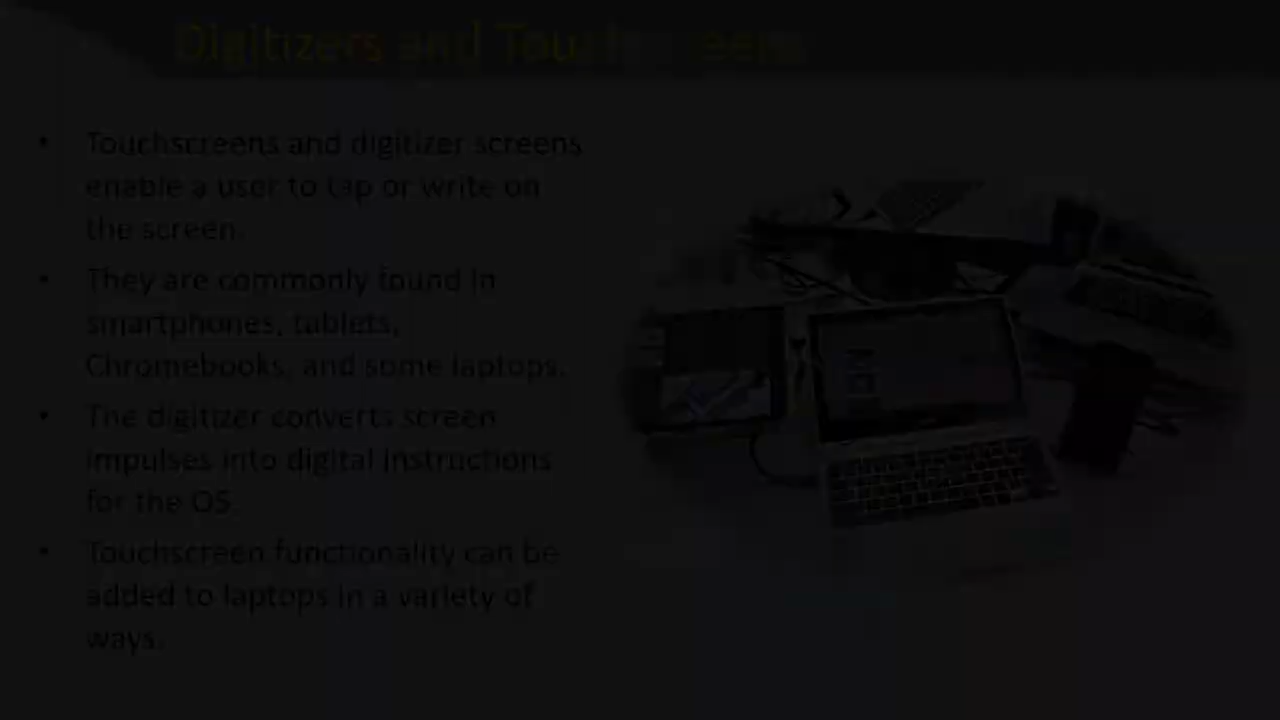 Digitizers and Touchscreens
• Touchscreens and digitizer screens
enable a user to tap or write on
the screen.
• They are commonly found in
smartphones, tablets,
Chromebooks, and some laptops.
• The digitizer converts screen
impulses into digital instructions
for the OS.
• Touchscreen functionality can be
added to laptops in a variety of
ways.